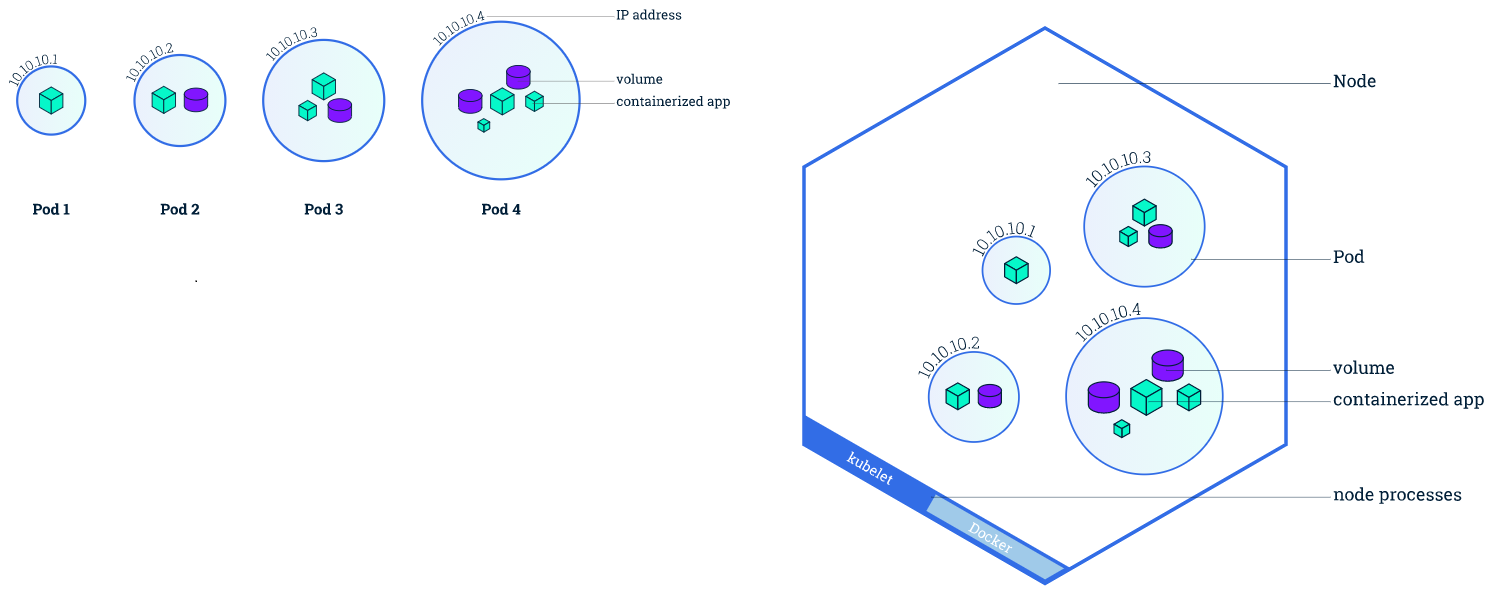 10.10.10.1
10.10.10.2
10.10.10.3
10.10.10.4
IP address
volume
containerized app
Pod 1
Pod 2
Pod 3
Pod 4
.
Node
10.10.10.3
10.10.10.1
Pod
10.10.10.4
10.10.10.2
volume
containerized app
kubelet
node processes
Docker